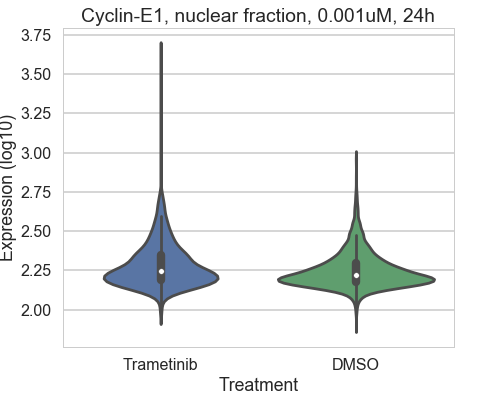 Cyclin-E1, nuclear fraction, 0.001uM, 24h
Expression (log10)
3.75
3.50
3.25
3.00
2.75
2.50
2.25
2.00
Trametinib
DMSO
Treatment